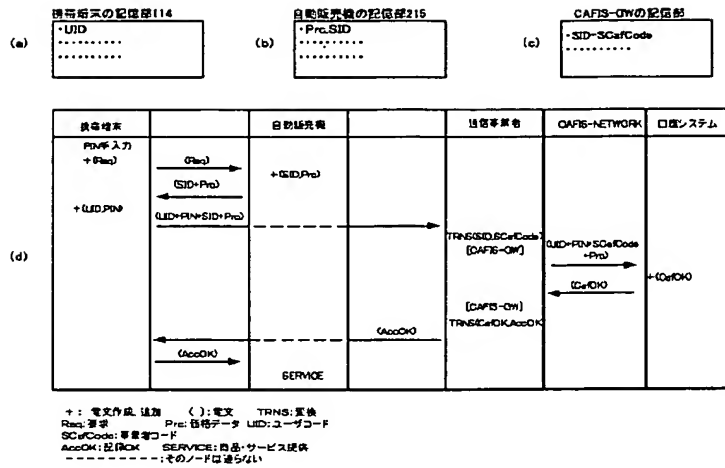 携帯端末の記憶部114
自動販売機の記憶部215
CAFIS-GWの記憶部
(a)
・UID
(b)
・Prc,SID
(c)
・SID-SCafCode
(d)
携帯端末
自動販売機
通信事業者
CAFIS-NETWORK
口座システム
PIN手入力
+(Req)
(Req)
+(SID,Prc)
(SID+Prc)
+(UID,PIN)
(UID+PIN+SID+Prc)
TRNS(SID,SCafCode)
[CAFIS-GW]
(UID+PIN+SCafCode
+Prc)
+(CafOK)
(CafOK)
[CAFIS-GW]
TRNS(CafOK,AccOK)
(AccOK)
(AccOK)
SERVICE
+：電文作成、追加 ( )：電文 TRNS：置換
Req：要求 Prc：価格データ UID：ユーザコード
SCafCode：事業者コード
AccOK：記録OK SERVICE：商品・サービス提供
----------：そのノードは通らない